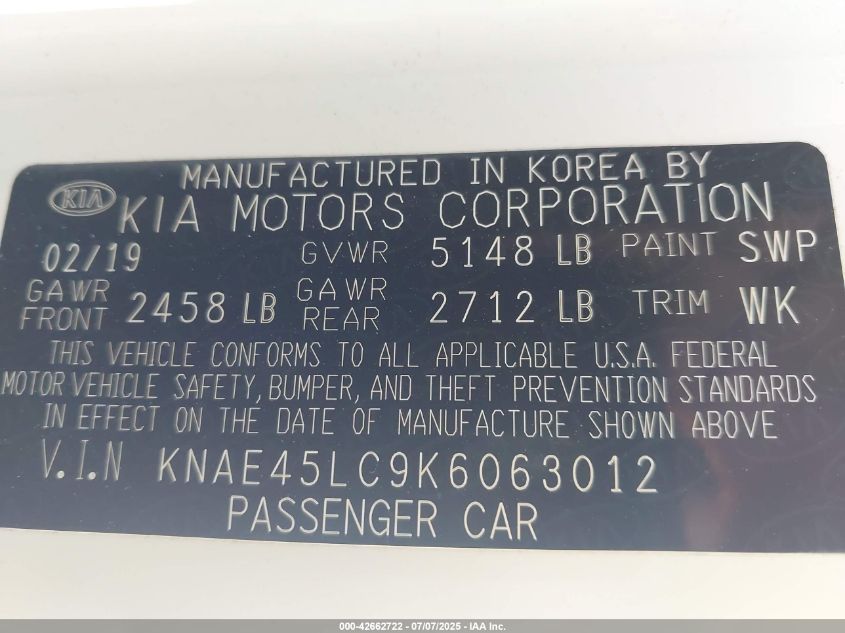 MANUFACTURED IN KOREA BY
KIA KIA MOTORS CORPORATION
02/19 GVWR 5148 LB PAINT SWP
GAWR FRONT 2458 LB GAWR REAR 2712 LB TRIM WK
THIS VEHICLE CONFORMS TO ALL APPLICABLE U.S.A. FEDERAL
MOTOR VEHICLE SAFETY, BUMPER, AND THEFT PREVENTION STANDARDS
IN EFFECT ON THE DATE OF MANUFACTURE SHOWN ABOVE
V.I.N KNAE45LC9K6063012
PASSENGER CAR
000-42662722 - 07/07/2025 - IAA Inc.